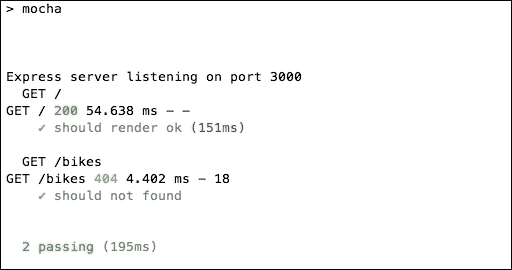 > mocha
Express server listening on port 3000
GET /
GET / 200 54.638 ms - -
✓ should render ok (151ms)
GET /bikes
GET /bikes 404 4.402 ms - 18
✓ should not found
2 passing (195ms)